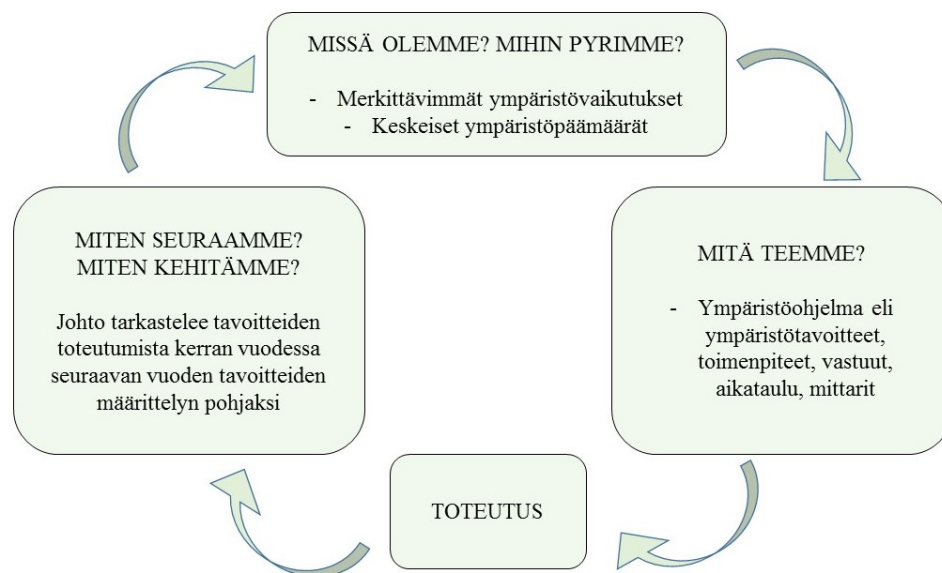 MISSÄ OLEMME? MIHIN PYRIMME?
- Merkittävimmät ympäristövaikutukset
- Keskeiset ympäristöpäämäärät
MITÄ TEEMME?
- Ympäristöohjelma eli
ympäristötavoitteet,
toimenpiteet, vastuut,
aikataulu, mittarit
TOTEUTUS
MITEN SEURAAMME?
MITEN KEHITÄMME?
Johto tarkastelee tavoitteiden
toteutumista kerran vuodessa
seuraavan vuoden tavoitteiden
määrittelyn pohjaksi